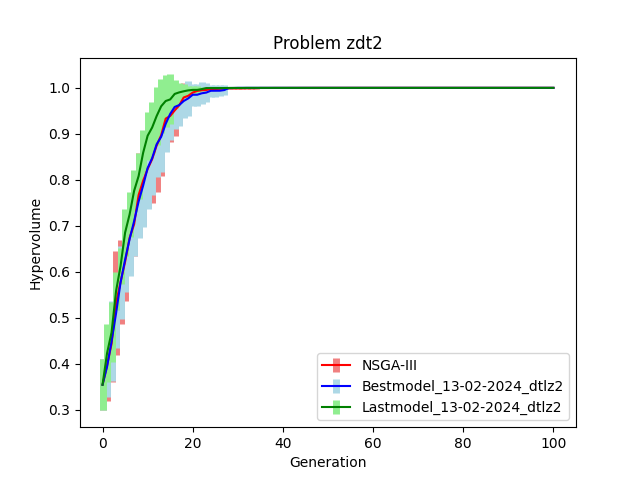 Problem zdt2
Hypervolume
1.0
0.9
0.8
0.7
0.6
0.5
0.4
0.3
0
20
40
60
80
100
Generation
NSGA-III
Bestmodel_13-02-2024_dtlz2
Lastmodel_13-02-2024_dtlz2